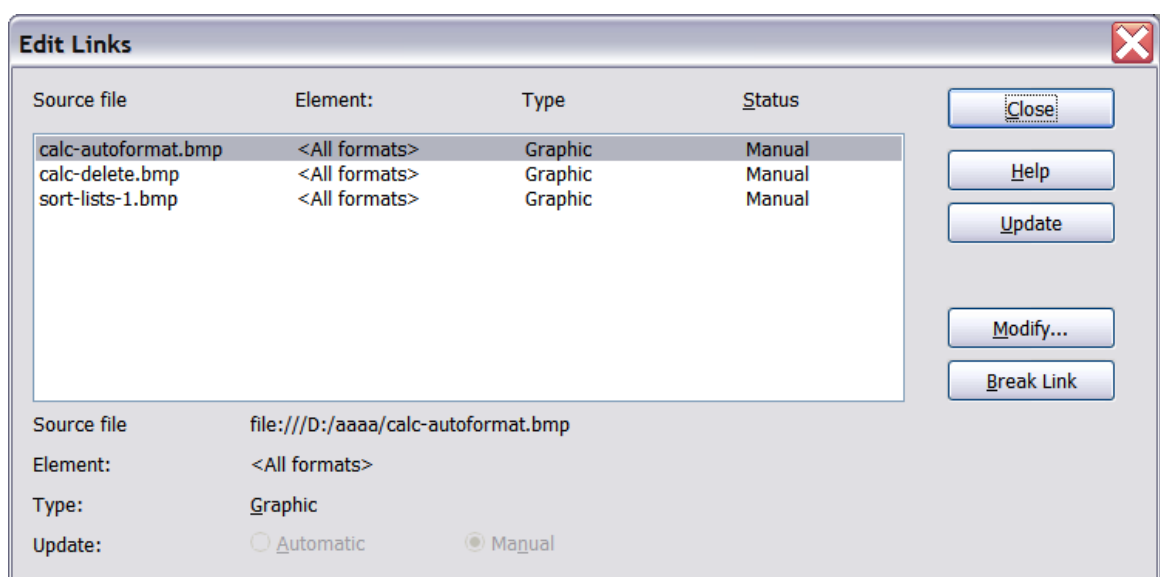 Edit Links
Source file Element: Type Status
calc-autoformat.bmp <All formats> Graphic Manual
calc-delete.bmp <All formats> Graphic Manual
sort-lists-1.bmp <All formats> Graphic Manual
Close
Help
Update
Modify...
Break Link
Source file file:///D:/aaaa/calc-autoformat.bmp
Element: <All formats>
Type: Graphic
Update: Automatic Manual